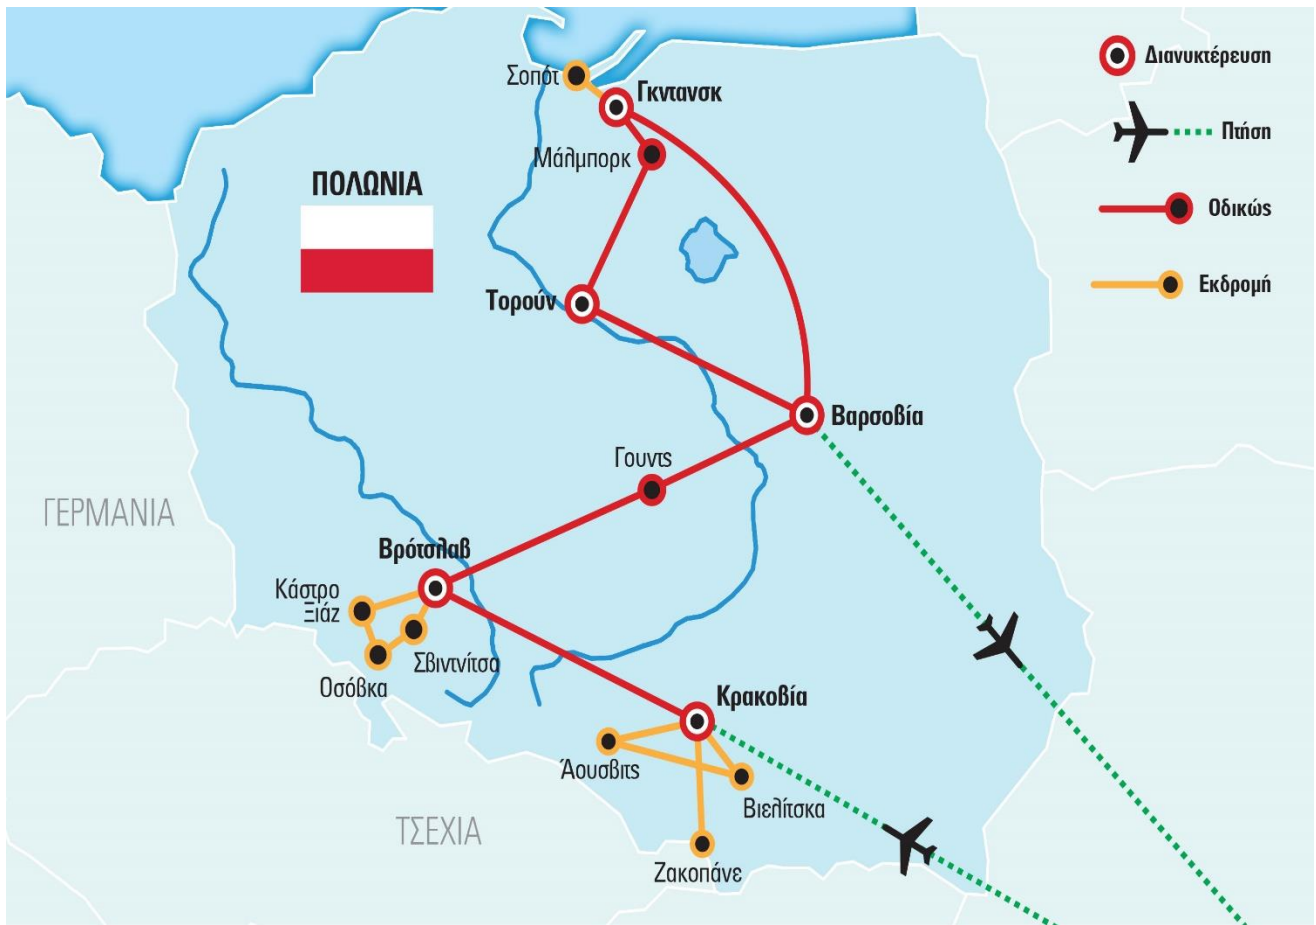 Σοπότ
Γκντανσκ
Μάλμπορκ
ΠΟΛΩΝΙΑ
Τορούν
Βαρσοβία
Γουντς
ΓΕΡΜΑΝΙΑ
Βρότσλαβ
Κάστρο
Ξιάζ
Σβιντνίτσα
Οσόβκα
Κρακοβία
Άουσβιτς
Βιελίτσκα
Ζακοπάνε
ΤΣΕΧΙΑ
Διανυκτέρευση
Πτήση
Οδικώς
Εκδρομή